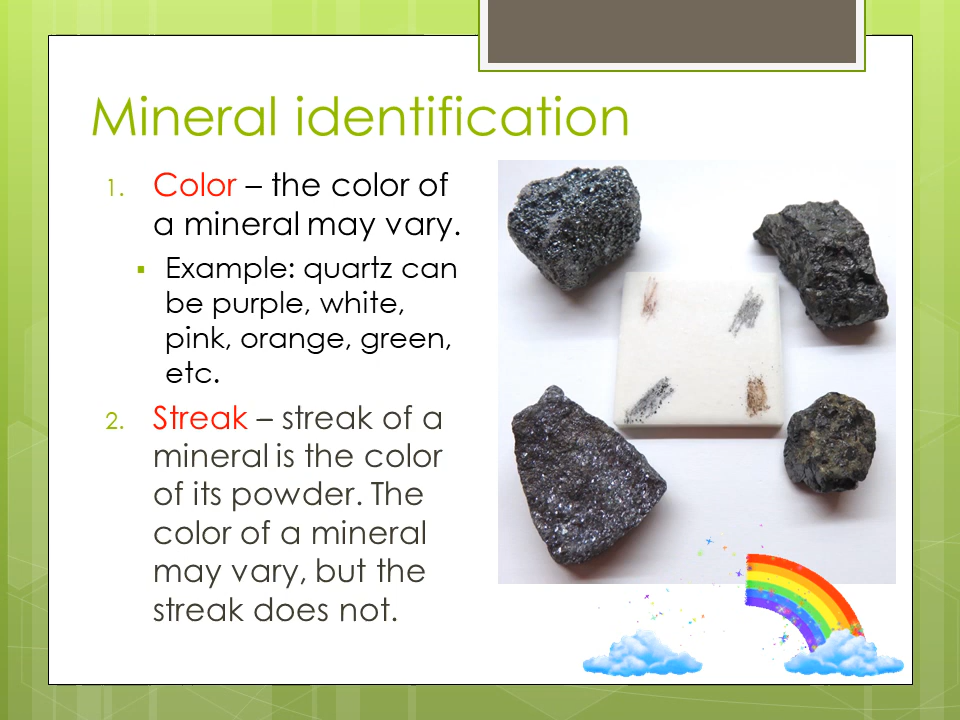 Mineral identification
1. Color – the color of
a mineral may vary.
▪ Example: quartz can
be purple, white,
pink, orange, green,
etc.
2. Streak – streak of a
mineral is the color
of its powder. The
color of a mineral
may vary, but the
streak does not.